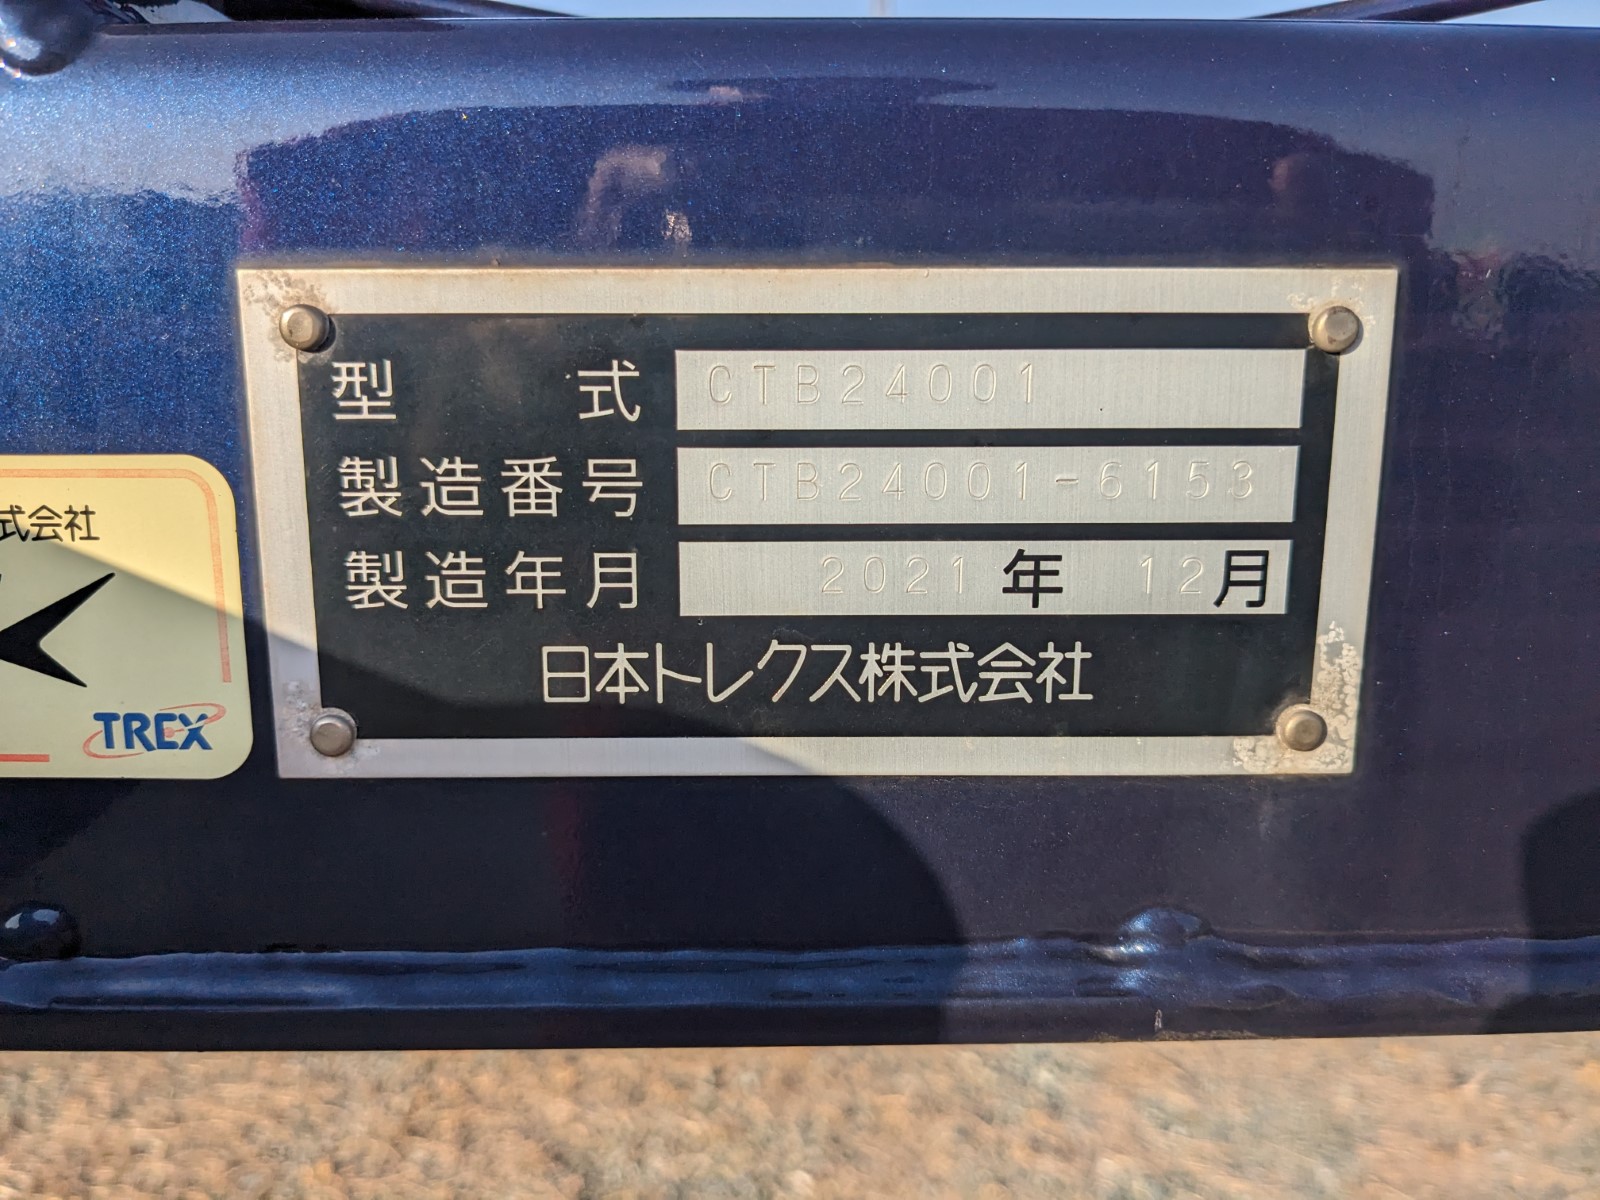 型式 CTB24001
製造番号 CTB24001-6153
製造年月 2021年 12月
日本トレクス株式会社
式会社
TREX